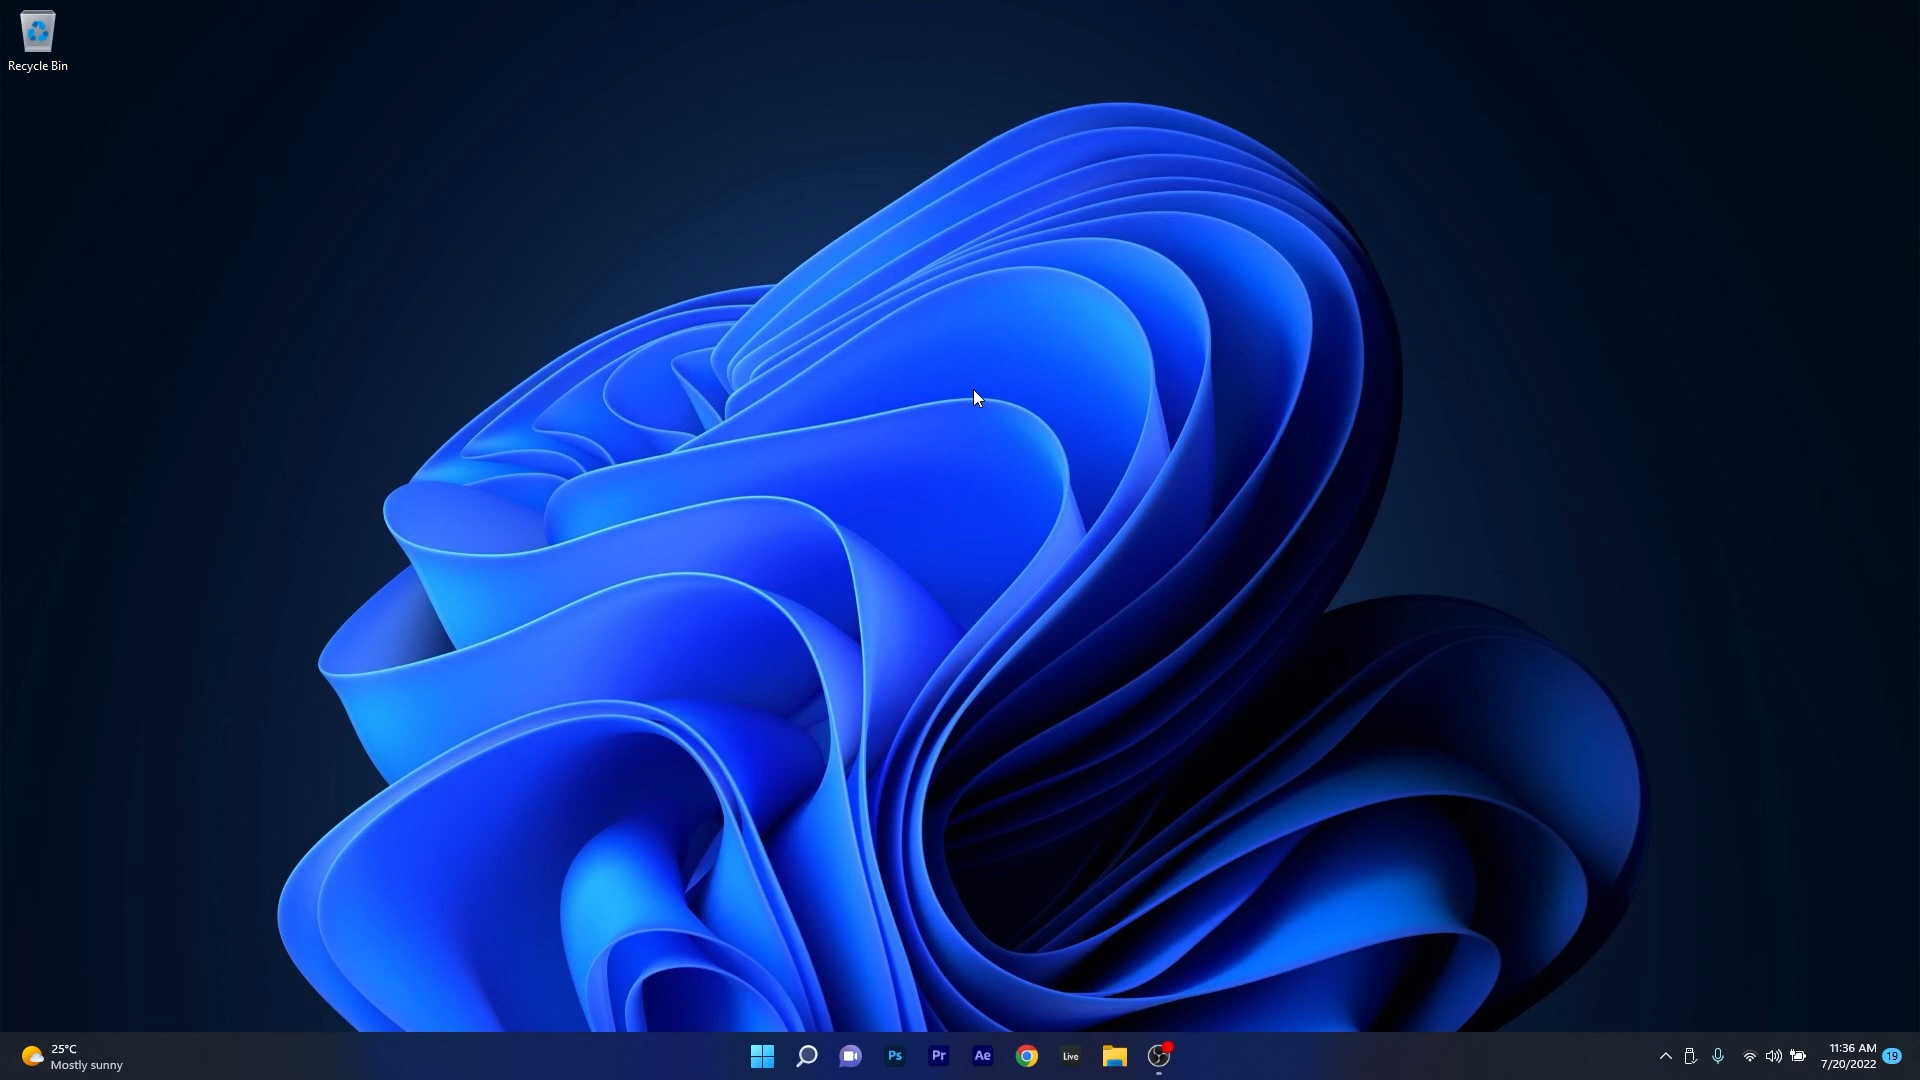 Recycle Bin
25°C
Mostly sunny
Ps
Pr
Ae
Live
11:36 AM
7/20/2022
19